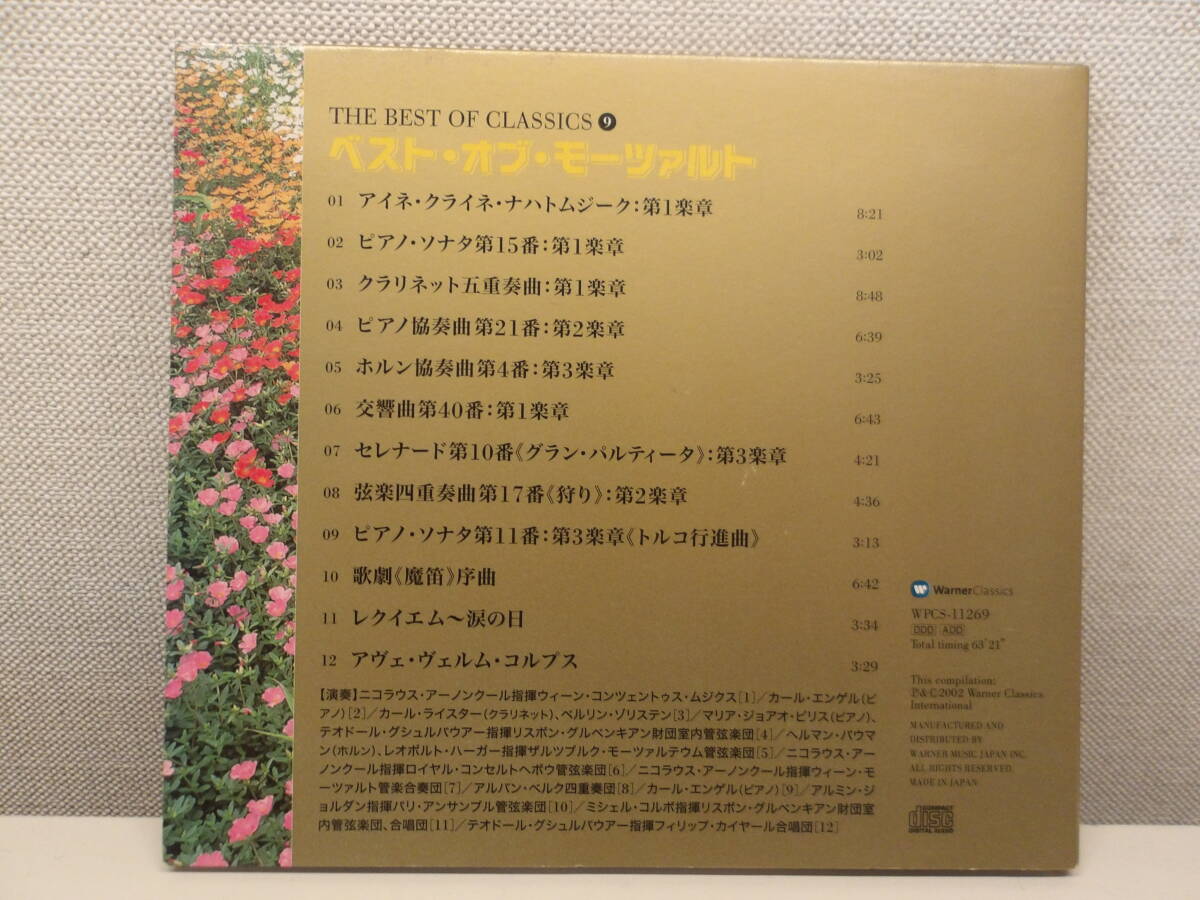 THE BEST OF CLASSICS 9
ベスト・オブ・モーツァルト
01 アイネ・クライネ・ナハトムジーク:第1楽章 8:21
02 ピアノ・ソナタ第15番:第1楽章 3:02
03 クラリネット五重奏曲:第1楽章 8:48
04 ピアノ協奏曲第21番:第2楽章 6:39
05 ホルン協奏曲第4番:第3楽章 3:25
06 交響曲第40番:第1楽章 6:43
07 セレナード第10番《グラン・パルティータ》:第3楽章 4:21
08 弦楽四重奏曲第17番《狩り》:第2楽章 4:36
09 ピアノ・ソナタ第11番:第3楽章《トルコ行進曲》 3:13
10 歌劇《魔笛》序曲 6:42
11 レクイエム〜涙の日 3:34
12 アヴェ・ヴェルム・コルプス 3:29
【演奏】ニコラウス・アーノンクール指揮ウィーン・コンツェントゥス・ムジクス[1]/カール・エンゲル(ピ
アノ)[2]/カール・ライスター(クラリネット)、ベルリン・ゾリステン[3]/マリア・ジョアオ・ピリス(ピアノ)、
テオドール・グシュルバウアー指揮リスボン・グルベンキアン財団室内管弦楽団[4]/ヘルマン・バウマ
ン(ホルン)、レオポルト・ハーガー指揮ザルツブルク・モーツァルテウム管弦楽団[5]/ニコラウス・アー
ノンクール指揮ロイヤル・コンセルトヘボウ管弦楽団[6]/ニコラウス・アーノンクール指揮ウィーン・モ
ーツァルト管楽合奏団[7]/アルバン・ベルク四重奏団[8]/カール・エンゲル(ピアノ)[9]/アルミン・ジ
ョルダン指揮パリ・アンサンブル管弦楽団[10]/ミシェル・コルボ指揮リスボン・グルベンキアン財団室
内管弦楽団、合唱団[11]/テオドール・グシュルバウアー指揮フィリップ・カイヤール合唱団[12]
WarnerClassics
WPCS-11269
DDD ADD
Total timing 63'21"
This compilation:
℗&©2002 Warner Classics
International
MANUFACTURED AND
DISTRIBUTED BY
WARNER MUSIC JAPAN INC.
ALL RIGHTS RESERVED.
MADE IN JAPAN
COMPACT
disc
DIGITAL AUDIO